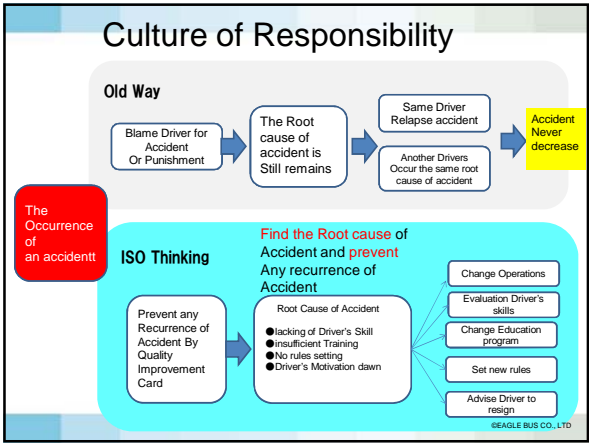 Culture of Responsibility
Old Way
Blame Driver for
Accident
Or Punishment
The Root
cause of
accident is
Still remains
Same Driver
Relapse accident
Another Drivers
Occur the same root
cause of accident
Accident
Never
decrease
The
Occurrence
of
an accidentt
ISO Thinking
Find the Root cause of
Accident and prevent
Any recurrence of
Accident
Prevent any
Recurrence of
Accident By
Quality
Improvement
Card
Root Cause of Accident
●lacking of Driver's Skill
●insufficient Training
●No rules setting
●Driver's Motivation dawn
Change Operations
Evaluation Driver's
skills
Change Education
program
Set new rules
Advise Driver to
resign
©EAGLE BUS CO., LTD